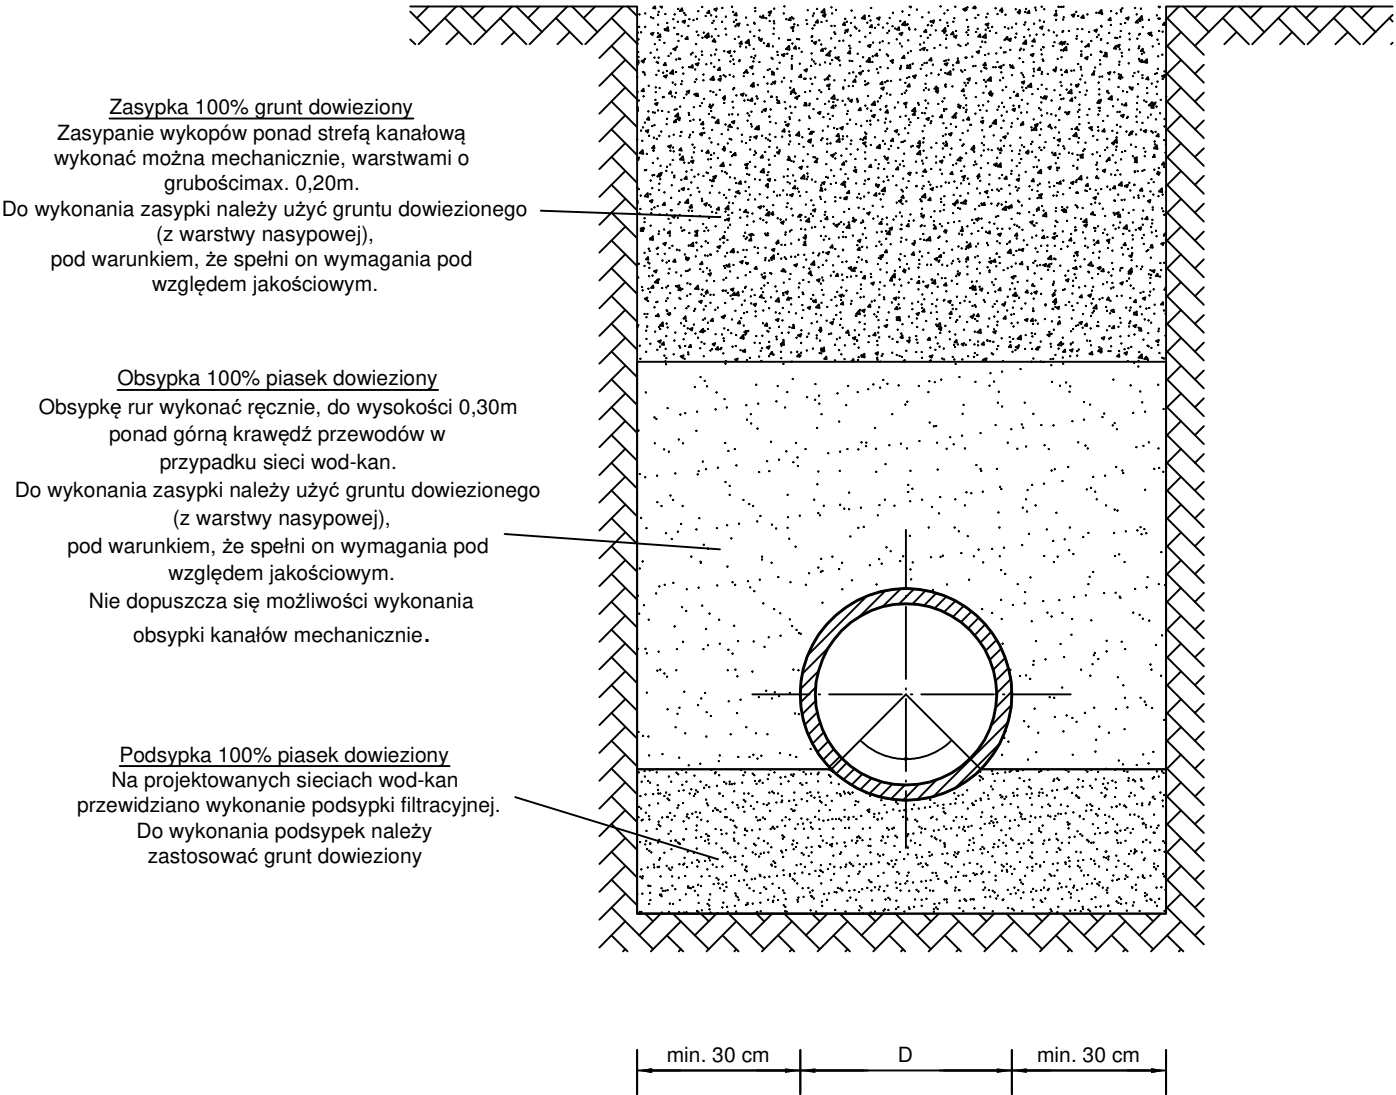 Zasypka 100% grunt dowieziony
Zasypanie wykopów ponad strefą kanałową
wykonać można mechanicznie, warstwami o
grubościmax. 0,20m.
Do wykonania zasypki należy użyć gruntu dowiezionego
(z warstwy nasypowej),
pod warunkiem, że spełni on wymagania pod
względem jakościowym.
Obsypka 100% piasek dowieziony
Obsypkę rur wykonać ręcznie, do wysokości 0,30m
ponad górną krawędź przewodów w
przypadku sieci wod-kan.
Do wykonania zasypki należy użyć gruntu dowiezionego
(z warstwy nasypowej),
pod warunkiem, że spełni on wymagania pod
względem jakościowym.
Nie dopuszcza się możliwości wykonania
obsypki kanałów mechanicznie.
Podsypka 100% piasek dowieziony
Na projektowanych sieciach wod-kan
przewidziano wykonanie podsypki filtracyjnej.
Do wykonania podsypek należy
zastosować grunt dowieziony
min. 30 cm D min. 30 cm